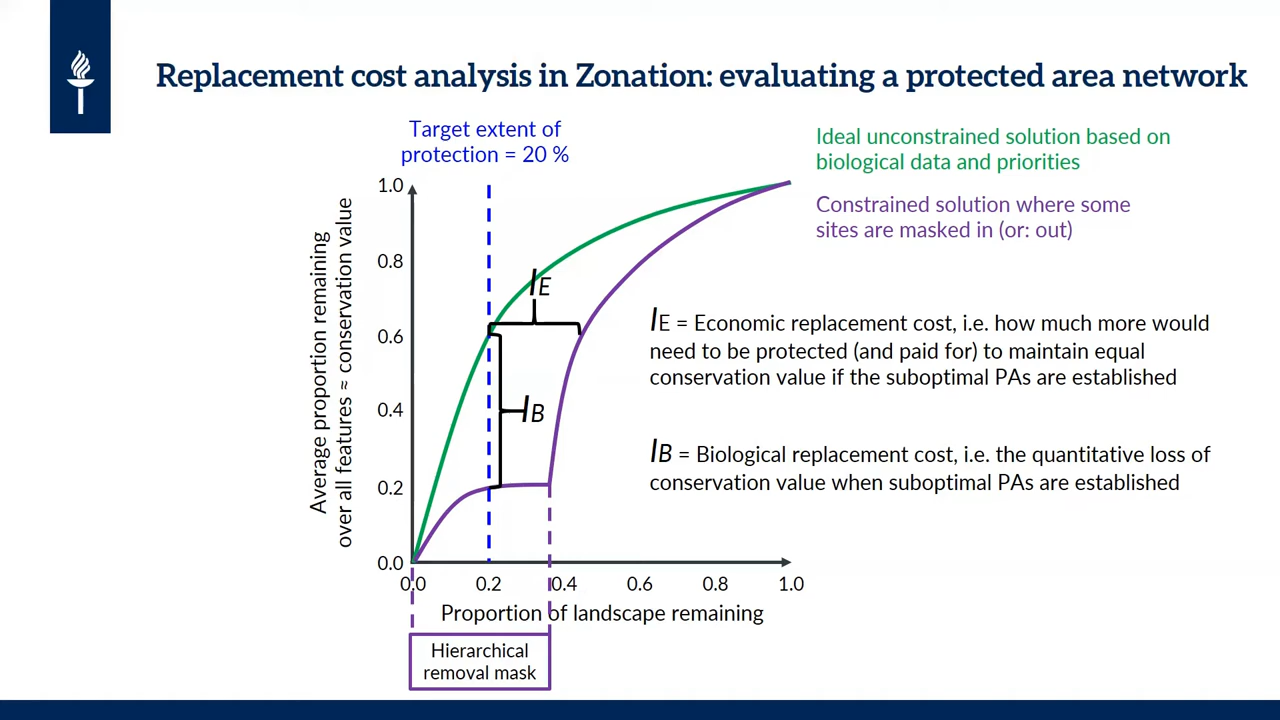 Replacement cost analysis in Zonation: evaluating a protected area network
Target extent of
protection = 20 %
Ideal unconstrained solution based on
biological data and priorities
Constrained solution where some
sites are masked in (or: out)
Average proportion remaining
over all features ≈ conservation value
1.0
0.8
0.6
0.4
0.2
0.0
IE
IB
IE = Economic replacement cost, i.e. how much more would
need to be protected (and paid for) to maintain equal
conservation value if the suboptimal PAs are established
IB = Biological replacement cost, i.e. the quantitative loss of
conservation value when suboptimal PAs are established
0.0 0.2 0.4 0.6 0.8 1.0
Proportion of landscape remaining
Hierarchical
removal mask